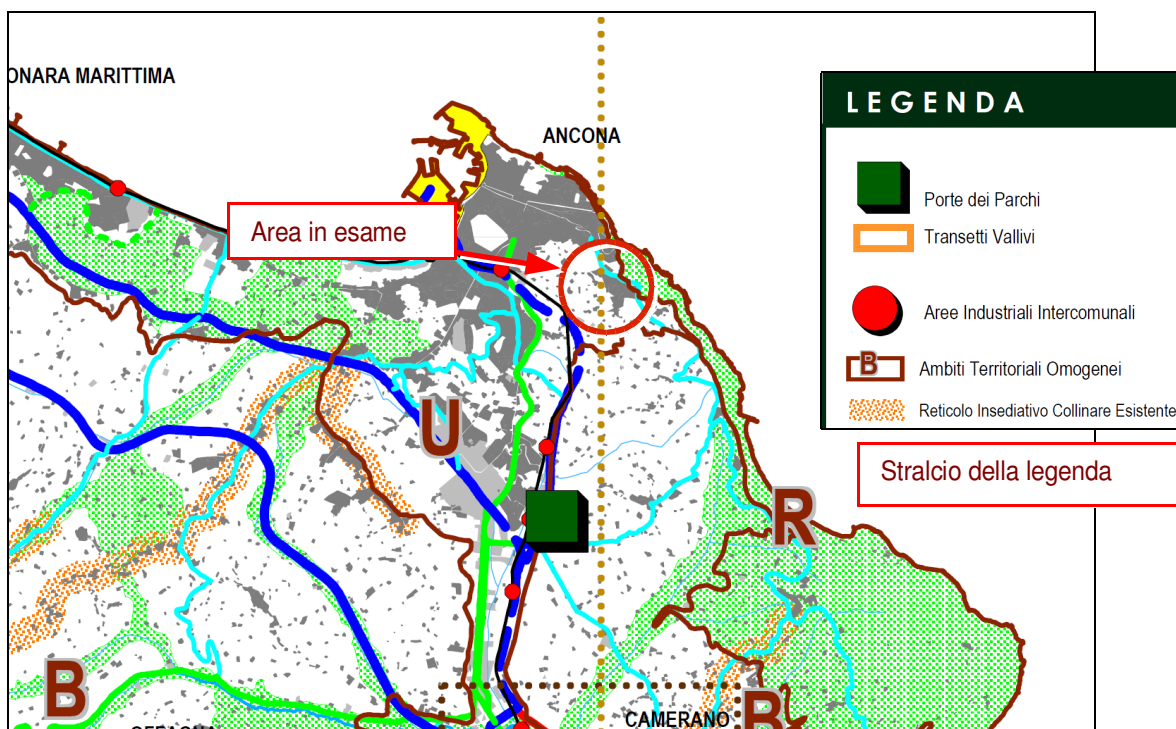 ONARA MARITTIMA
ANCONA
LEGENDA
Porte dei Parchi
Transetti Vallivi
Area in esame
Aree Industriali Intercomunali
B Ambiti Territoriali Omogenei
Reticolo Insediativo Collinare Esistente
U
Stralcio della legenda
R
B
CAMERANO
B